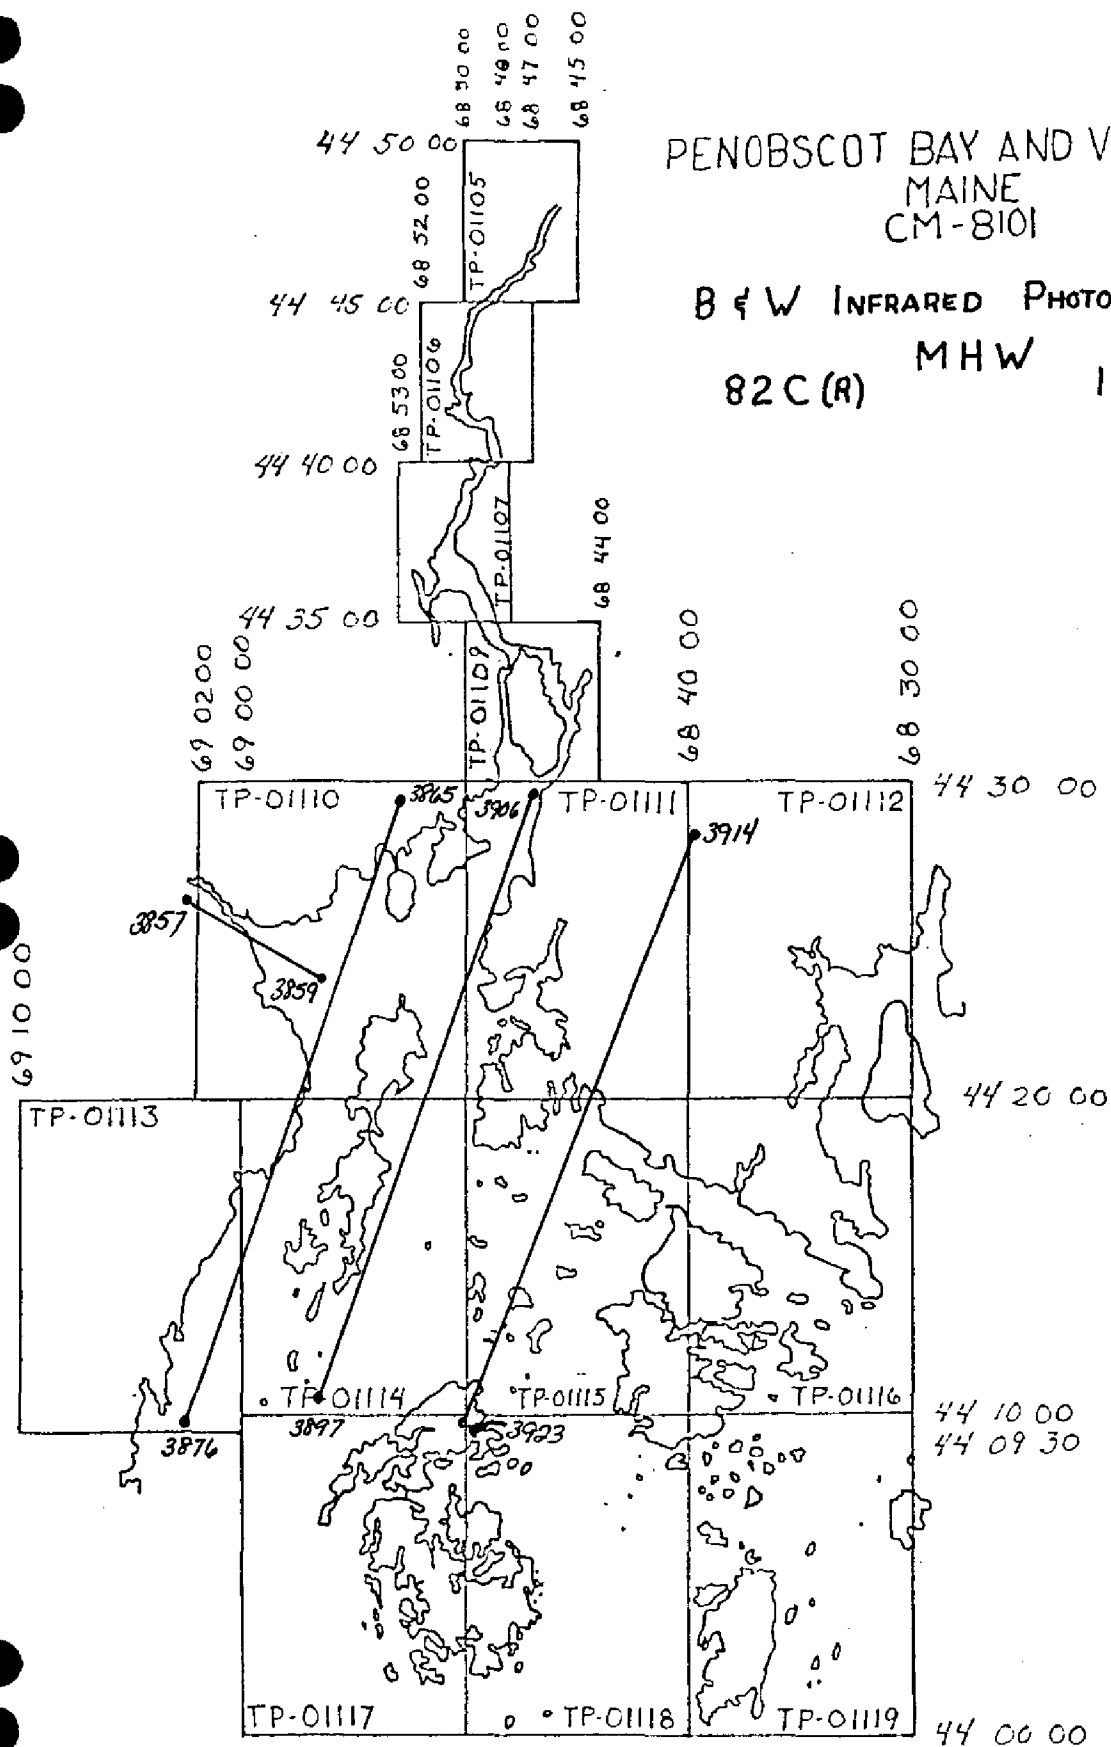 68 50 00
68 48 00
68 47 00
68 45 00
44 50 00
PENOBSCOT BAY AND V
MAINE
CM-8101
68 52 00
TP-01105
44 45 00
B & W INFRARED PHOTO
MHW
82 C (R)
68 53 00
TP-01106
44 40 00
TP-01107
68 44 00
44 35 00
69 02 00
69 00 00
TP-01109
68 40 00
68 30 00
TP-01110
3865
3906
TP-01111
TP-01112
44 30 00
3914
3857
3859
69 10 00
TP-01113
44 20 00
TP-01114
TP-01115
TP-01116
44 10 00
3876
3897
3923
44 09 30
TP-01117
TP-01118
TP-01119
44 00 00